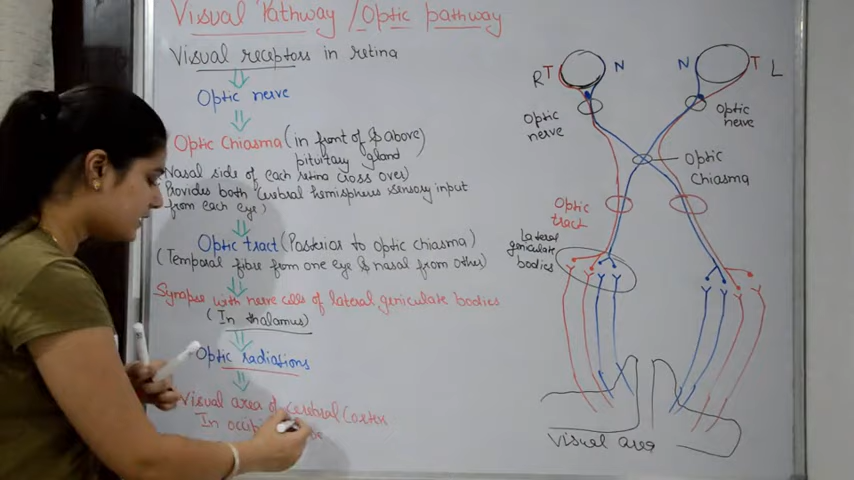 Visual Pathway / Optic pathway
Visual receptors in retina
Optic nerve
Optic Chiasma (in front of & above)
pituitary gland
Nasal side of each retina cross over)
Provides both Cerebral hemispheres sensory input
from each eye)
Optic tract (Posterior to optic chiasma)
(Temporal fibre from one eye & nasal from other)
Synapse with nerve cells of lateral geniculate bodies
(In thalamus)
Optic radiations
Visual area of cerebral Cortex
In
R T N N T L
Optic
nerve
Optic
nerve
Optic
Chiasma
Optic
tract
Lateral
geniculate
bodies
Visual area